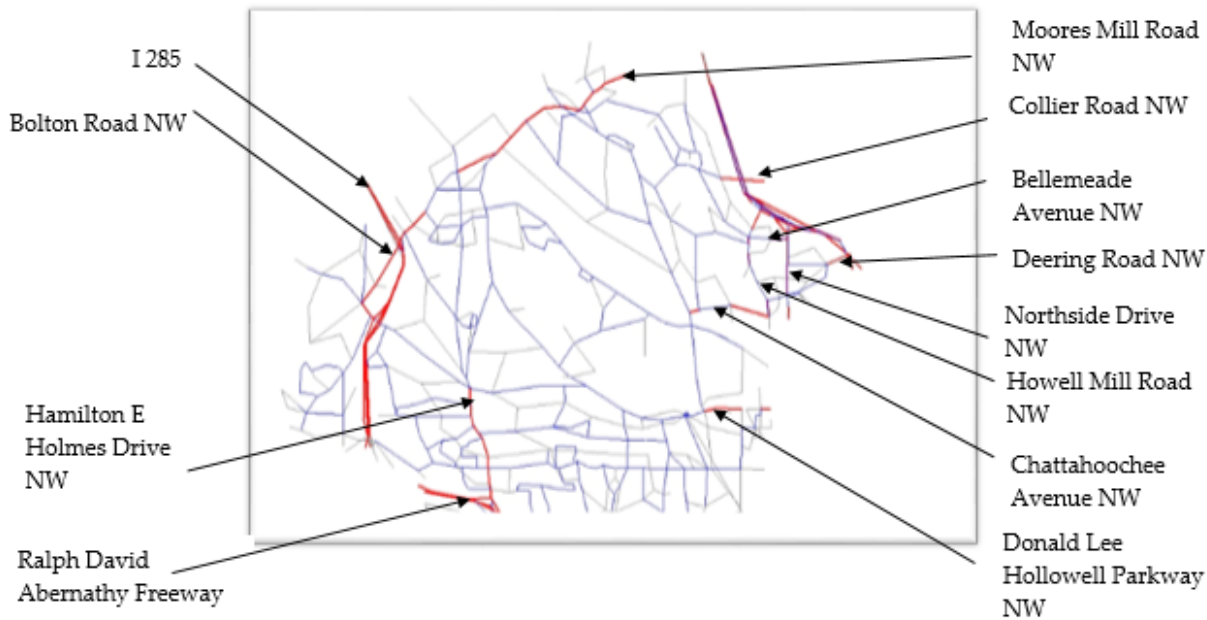 I 285
Bolton Road NW
Hamilton E
Holmes Drive
NW
Ralph David
Abernathy Freeway
Moores Mill Road
NW
Collier Road NW
Bellemeade
Avenue NW
Deering Road NW
Northside Drive
NW
Howell Mill Road
NW
Chattahoochee
Avenue NW
Donald Lee
Hollowell Parkway
NW